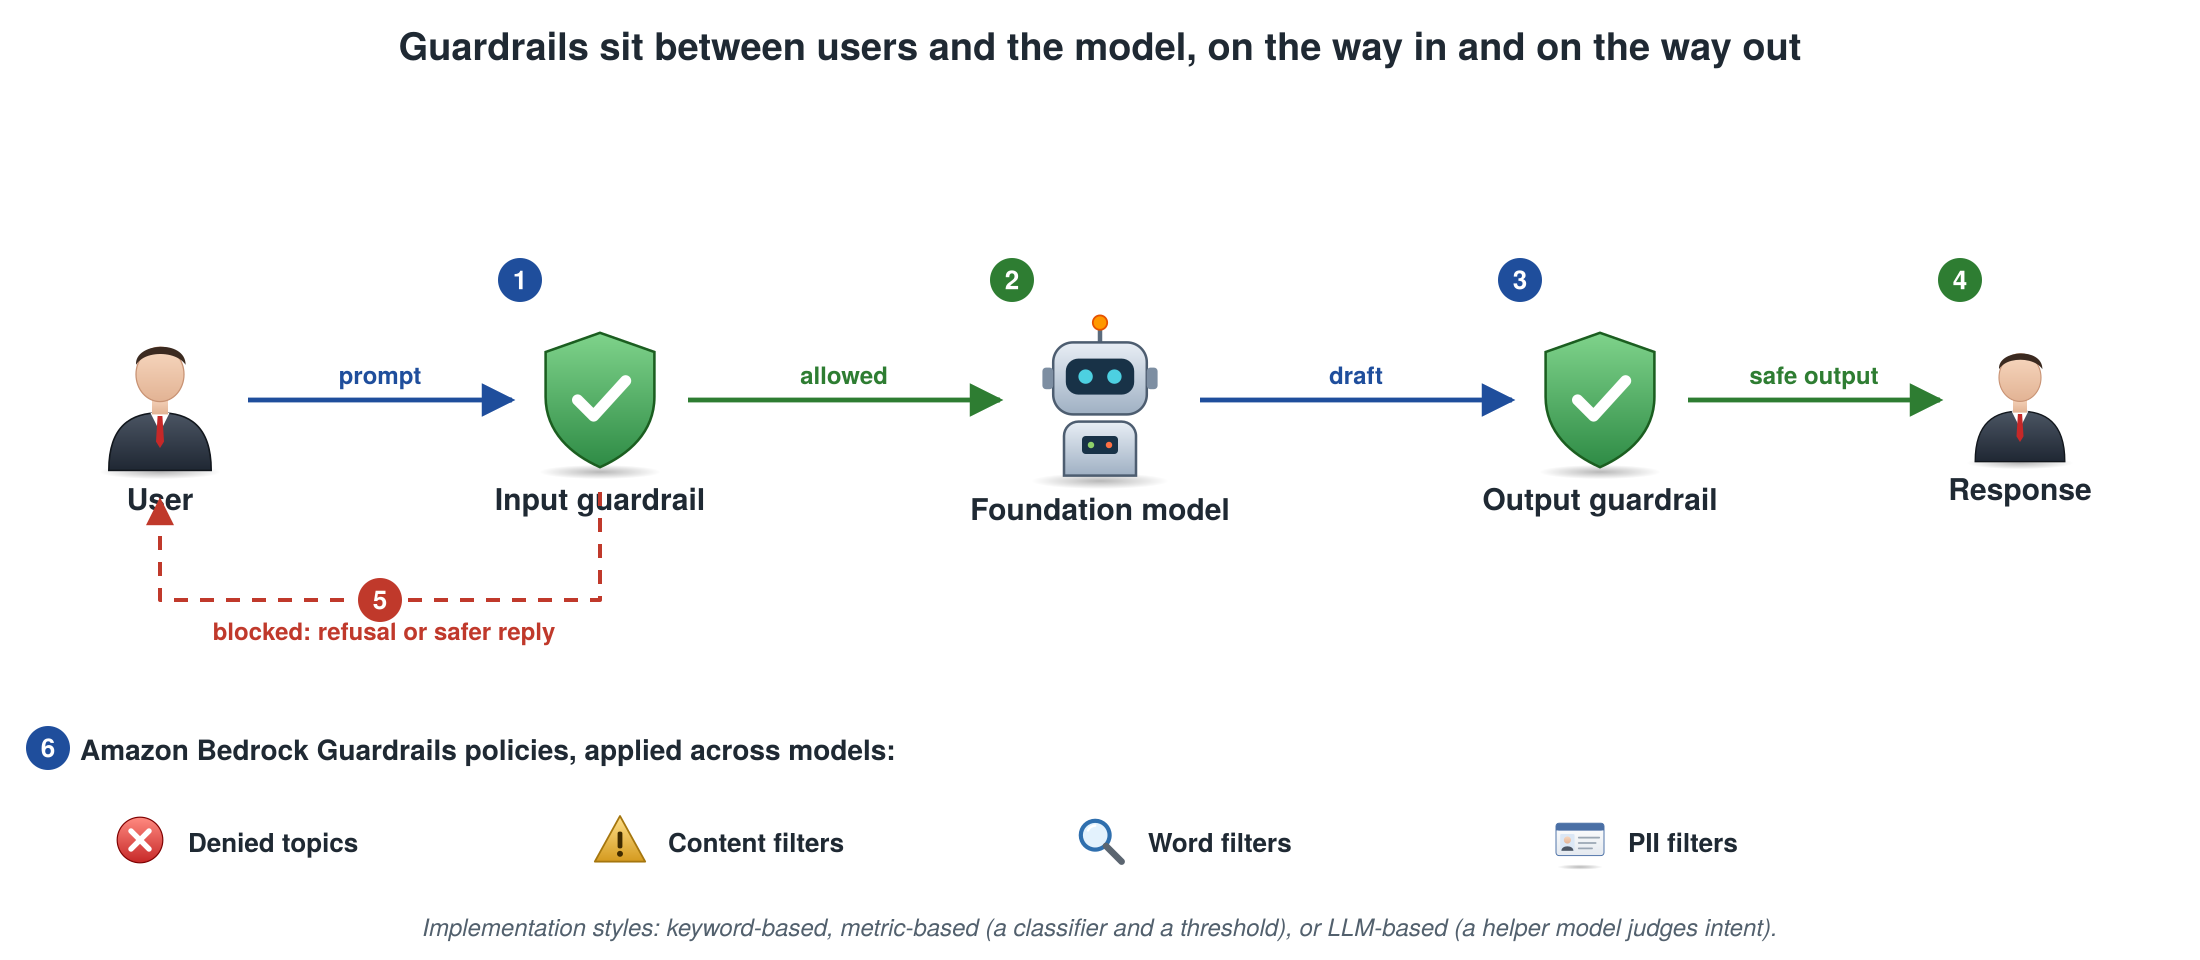 Guardrails sit between users and the model, on the way in and on the way out
1
2
3
4
prompt
allowed
draft
safe output
User
Input guardrail
Foundation model
Output guardrail
Response
5
blocked: refusal or safer reply
6
Amazon Bedrock Guardrails policies, applied across models:
Denied topics
Content filters
Word filters
PII filters
Implementation styles: keyword-based, metric-based (a classifier and a threshold), or LLM-based (a helper model judges intent).